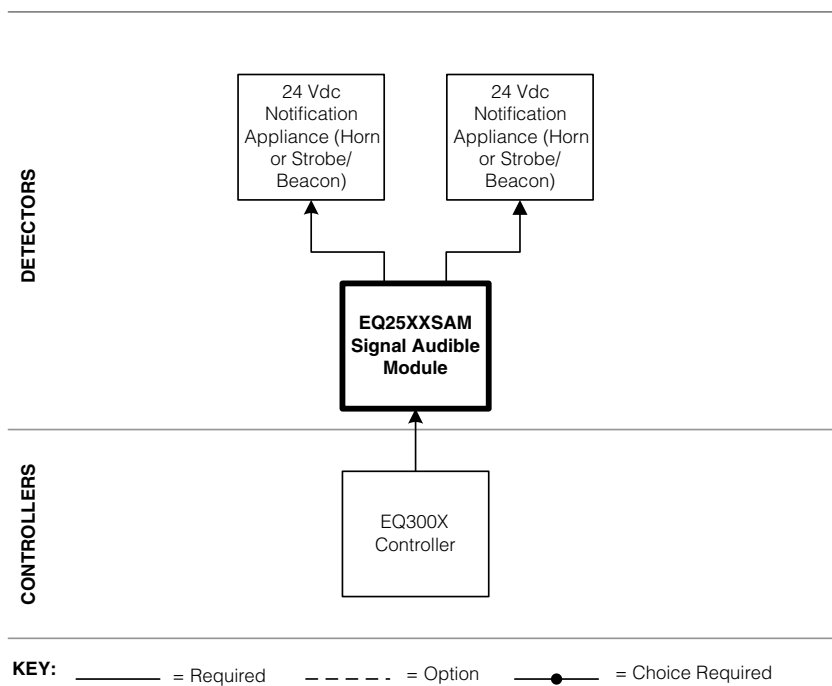 24 Vdc
Notification
Appliance (Horn
or Strobe/
Beacon)
24 Vdc
Notification
Appliance (Horn
or Strobe/
Beacon)
DETECTORS
EQ25XXSAM
Signal Audible
Module
CONTROLLERS
EQ300X
Controller
KEY: = Required = Option = Choice Required